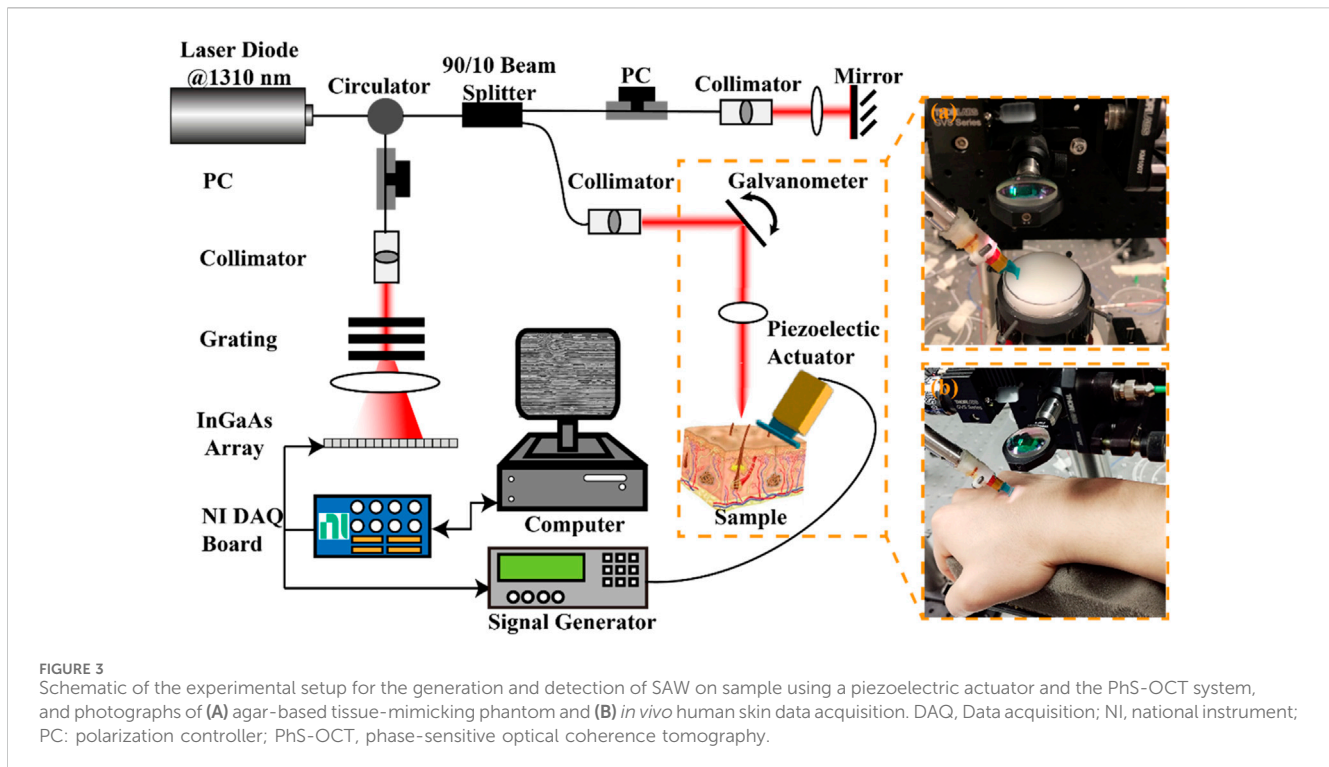 Laser Diode
@1310 nm
Circulator
90/10 Beam
Splitter
PC
Collimator
Mirror
PC
Collimator
Galvanometer
Collimator
Grating
Piezoelectic
Actuator
InGaAs
Array
NI DAQ
Board
Computer
Sample
Signal Generator
(a)
GVS Series
KM100T
(b)
FIGURE 3
Schematic of the experimental setup for the generation and detection of SAW on sample using a piezoelectric actuator and the PhS-OCT system,
and photographs of (A) agar-based tissue-mimicking phantom and (B) in vivo human skin data acquisition. DAQ, Data acquisition; NI, national instrument;
PC: polarization controller; PhS-OCT, phase-sensitive optical coherence tomography.